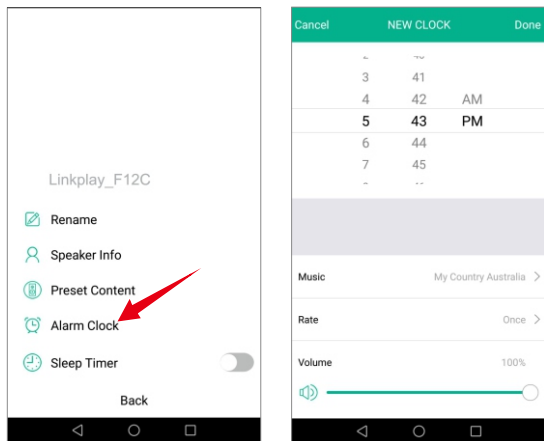 Linkplay_F12C
Rename
Speaker Info
Preset Content
Alarm Clock
Sleep Timer
Back
Cancel NEW CLOCK Done
3 41
4 42 AM
5 43 PM
6 44
7 45
Music My Country Australia >
Rate Once >
Volume 100%